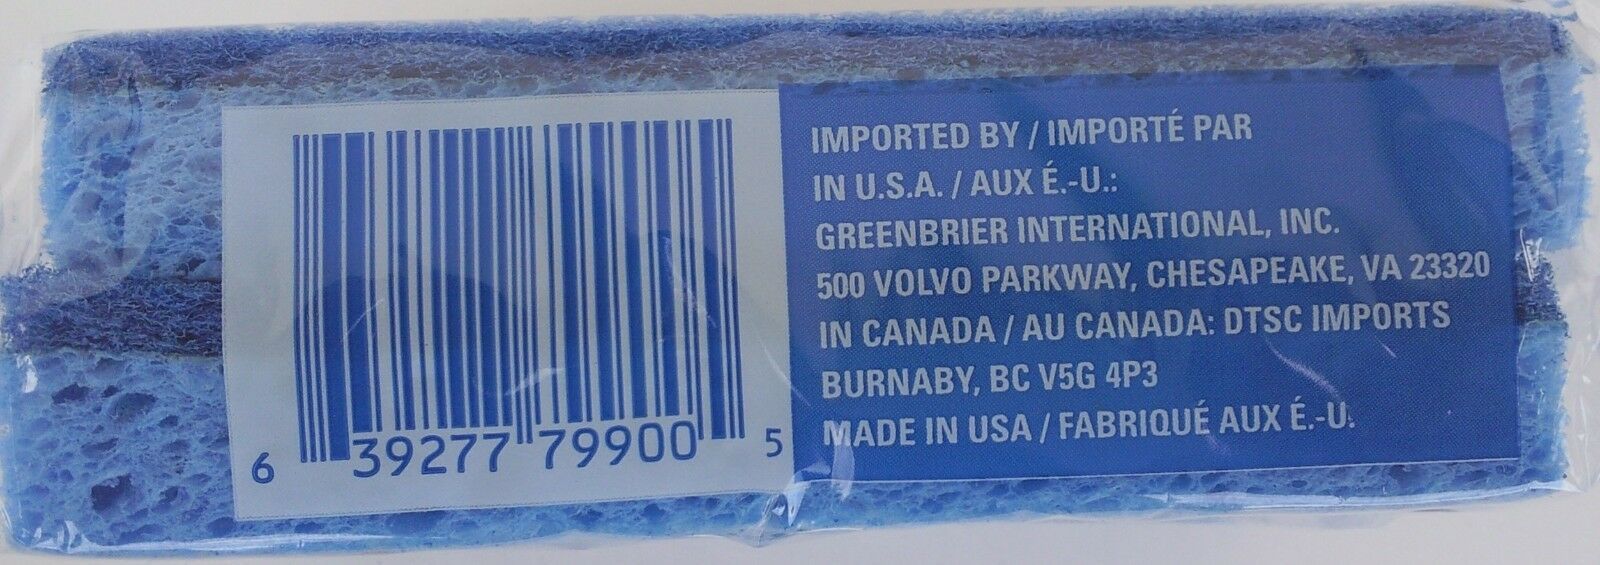 6 39277 79900 5
IMPORTED BY / IMPORTÉ PAR
IN U.S.A. / AUX É.-U.:
GREENBRIER INTERNATIONAL, INC.
500 VOLVO PARKWAY, CHESAPEAKE, VA 23320
IN CANADA / AU CANADA: DTSC IMPORTS
BURNABY, BC V5G 4P3
MADE IN USA / FABRIQUÉ AUX É.-U.